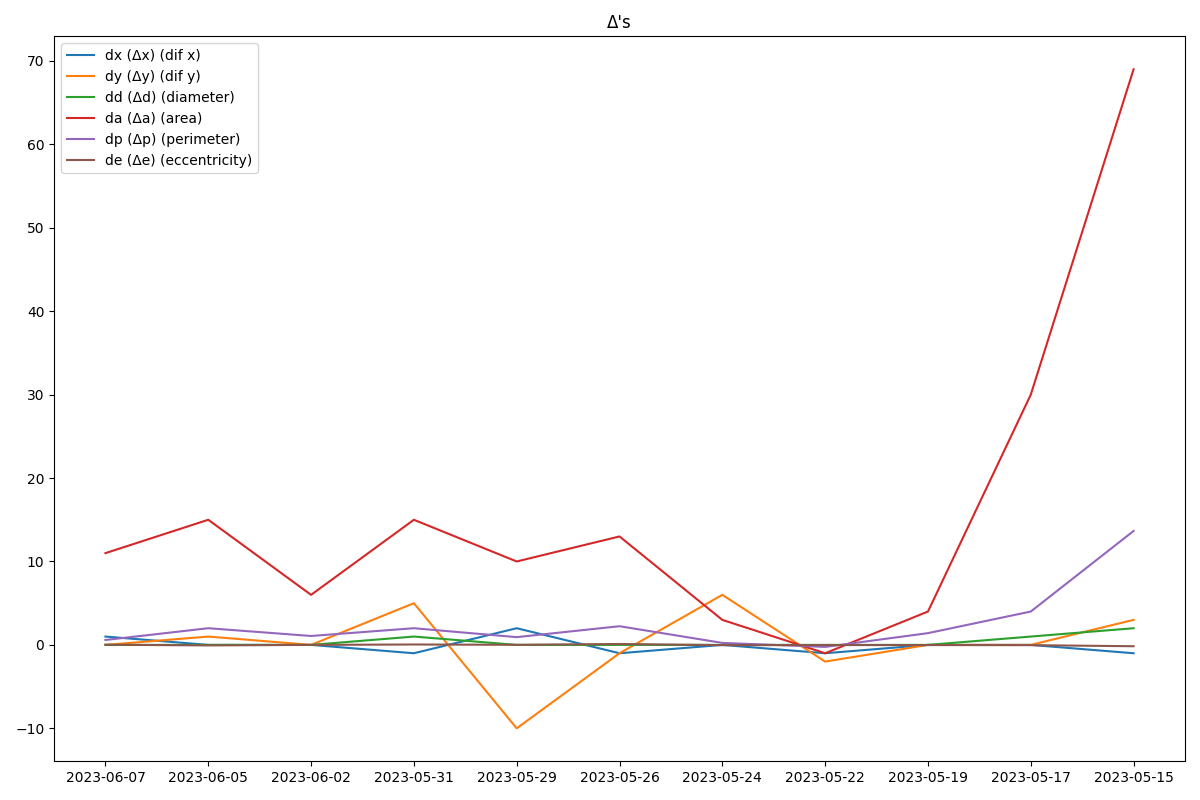 Δ's
dx (Δx) (dif x)
dy (Δy) (dif y)
dd (Δd) (diameter)
da (Δa) (area)
dp (Δp) (perimeter)
de (Δe) (eccentricity)
70
60
50
40
30
20
10
0
−10
2023-06-07 2023-06-05 2023-06-02 2023-05-31 2023-05-29 2023-05-26 2023-05-24 2023-05-22 2023-05-19 2023-05-17 2023-05-15